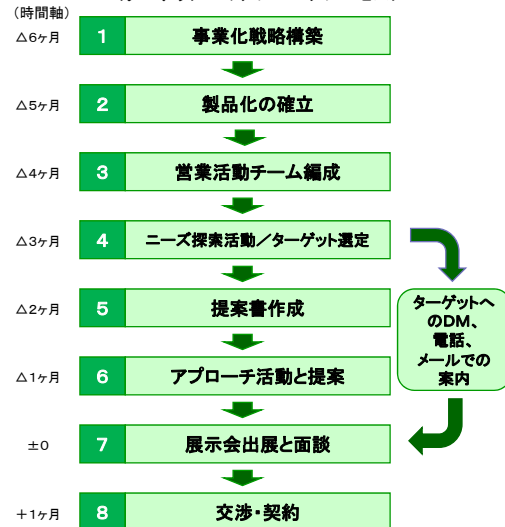 (時間軸)
△6ヶ月 1 事業化戦略構築
△5ヶ月 2 製品化の確立
△4ヶ月 3 営業活動チーム編成
△3ヶ月 4 ニーズ探索活動/ターゲット選定
△2ヶ月 5 提案書作成
ターゲットへ
のDM、
電話、
メールでの
案内
△1ヶ月 6 アプローチ活動と提案
±0 7 展示会出展と面談
+1ヶ月 8 交渉・契約